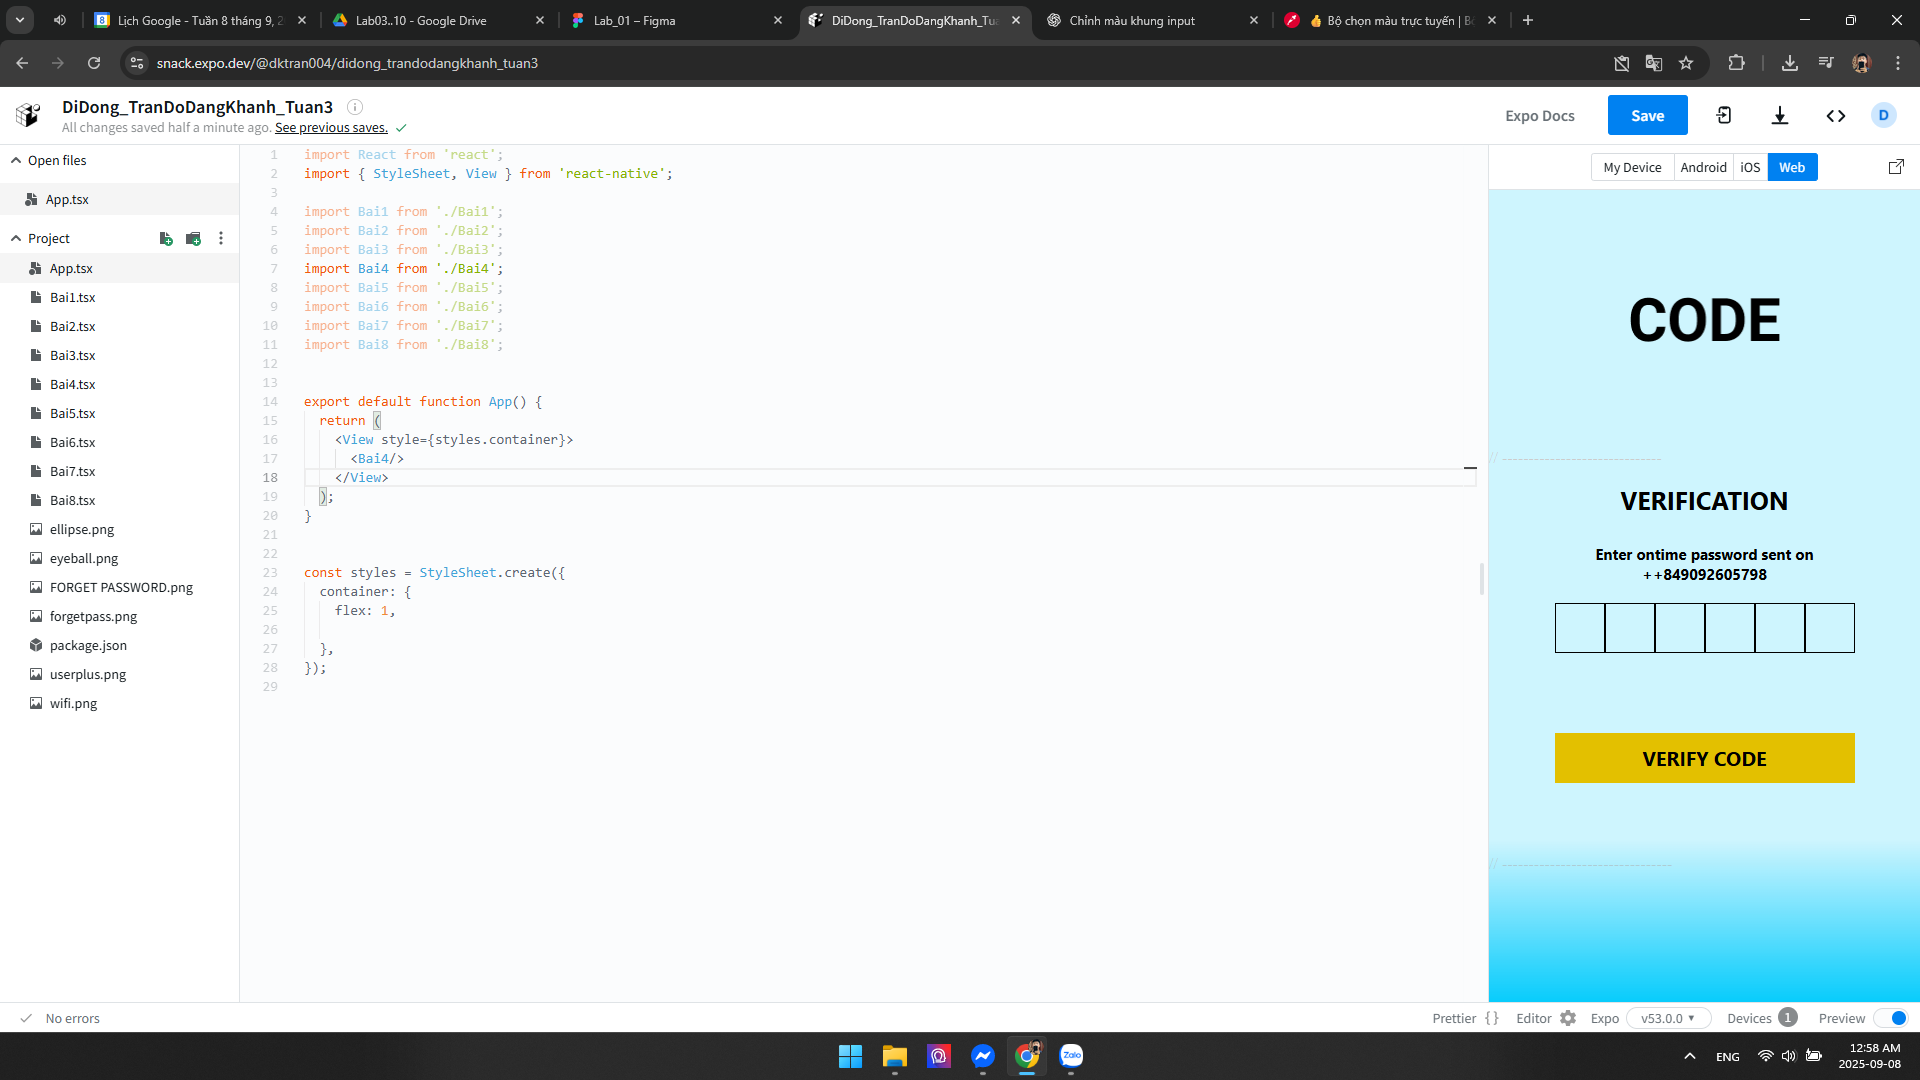 Lịch Google - Tuần 8 tháng 9, 2
Lab03..10 - Google Drive
Lab_01 – Figma
DiDong_TranDoDangKhanh_Tua
Chỉnh màu khung input
👍 Bộ chọn màu trực tuyến | B
snack.expo.dev/@dktran004/didong_trandodangkhanh_tuan3
DiDong_TranDoDangKhanh_Tuan3
All changes saved half a minute ago. See previous saves.
Expo Docs
Save
D
Open files
App.tsx
Project
App.tsx
Bai1.tsx
Bai2.tsx
Bai3.tsx
Bai4.tsx
Bai5.tsx
Bai6.tsx
Bai7.tsx
Bai8.tsx
ellipse.png
eyeball.png
FORGET PASSWORD.png
forgetpass.png
package.json
userplus.png
wifi.png
1 import React from 'react';
2 import { StyleSheet, View } from 'react-native';
3
4 import Bai1 from './Bai1';
5 import Bai2 from './Bai2';
6 import Bai3 from './Bai3';
7 import Bai4 from './Bai4';
8 import Bai5 from './Bai5';
9 import Bai6 from './Bai6';
10 import Bai7 from './Bai7';
11 import Bai8 from './Bai8';
12
13
14 export default function App() {
15 return (
16 <View style={styles.container}>
17 <Bai4/>
18 </View>
19 );
20 }
21
22
23 const styles = StyleSheet.create({
24 container: {
25 flex: 1,
26
27 },
28 });
29
My Device
Android
iOS
Web
CODE
// -----------------------------
VERIFICATION
Enter ontime password sent on
++849092605798
VERIFY CODE
// -------------------------------
No errors
Prettier { }
Editor
Expo
v53.0.0
Devices 1
Preview
Zalo
ENG
12:58 AM
2025-09-08